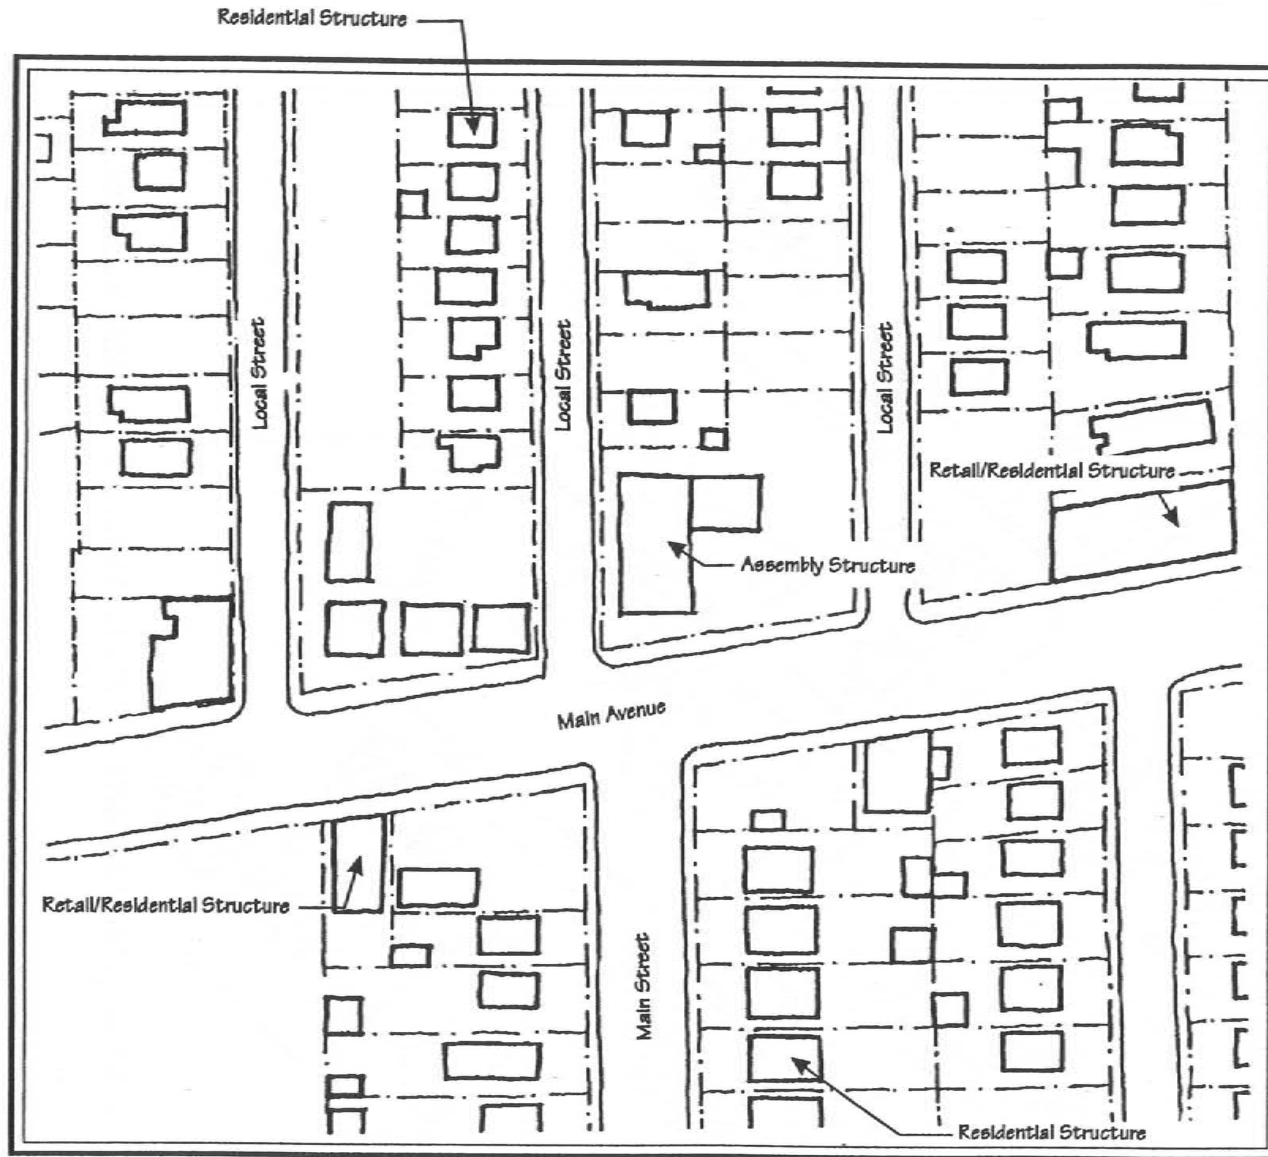 Residential Structure
Local Street
Local Street
Local Street
Retail/Residential Structure
Assembly Structure
Main Avenue
Retail/Residential Structure
Main Street
Residential Structure